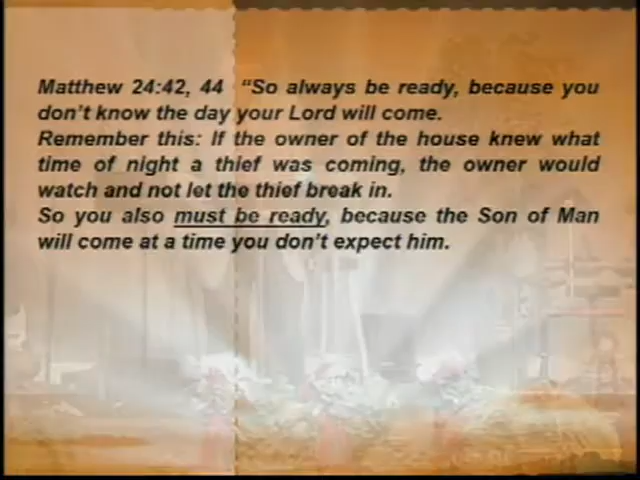 Matthew 24:42, 44 “So always be ready, because you
don’t know the day your Lord will come.
Remember this: If the owner of the house knew what
time of night a thief was coming, the owner would
watch and not let the thief break in.
So you also must be ready, because the Son of Man
will come at a time you don’t expect him.